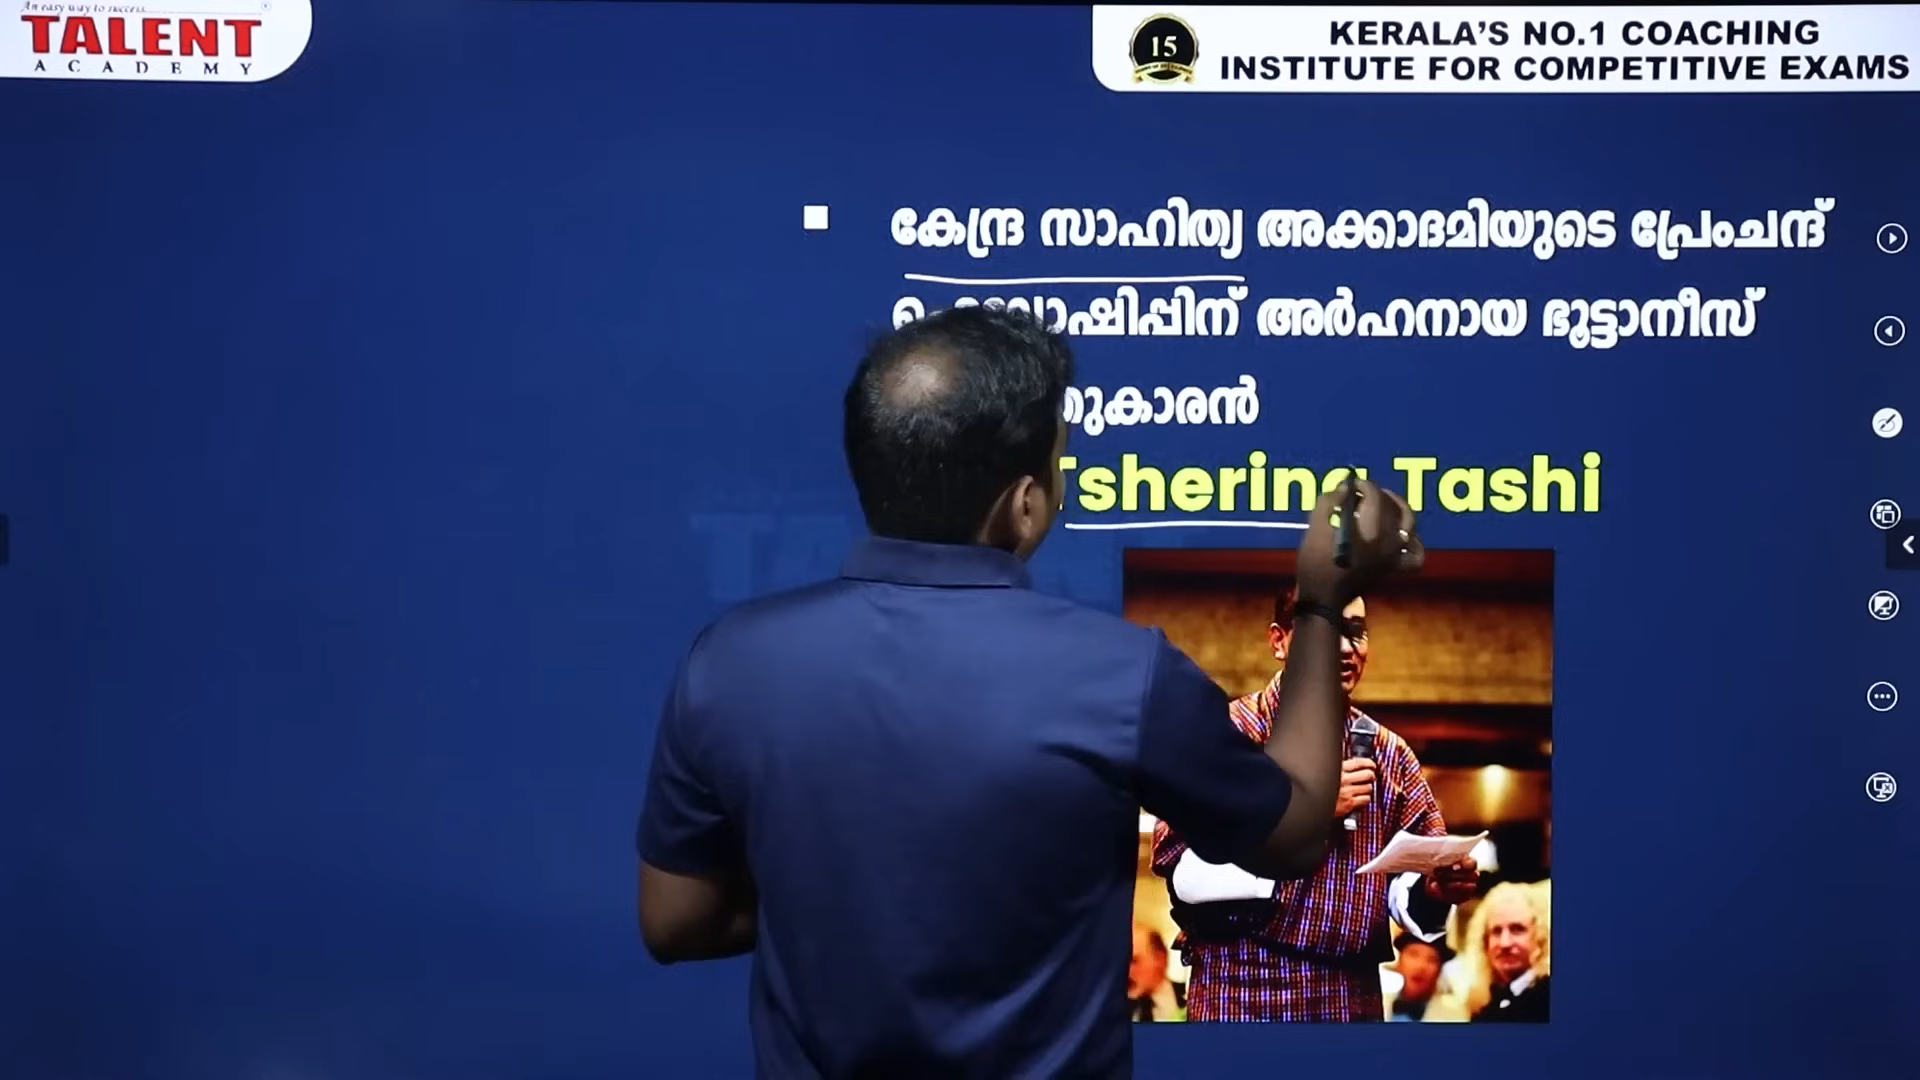 An easy way to success
TALENT
ACADEMY
15
KERALA'S NO.1 COACHING
INSTITUTE FOR COMPETITIVE EXAMS
കേന്ദ്ര സാഹിത്യ അക്കാദമിയുടെ പ്രേംചന്ദ്
അർഹനായ ഭൂട്ടാനീസ്
Tshering Tashi